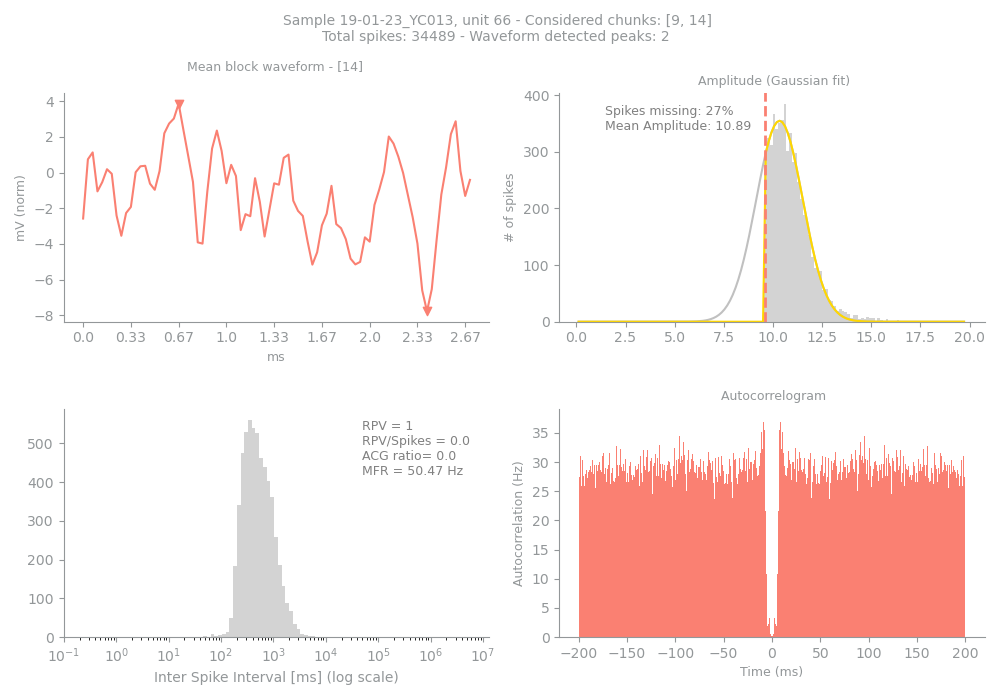 Sample 19-01-23_YC013, unit 66 - Considered chunks: [9, 14]
Total spikes: 34489 - Waveform detected peaks: 2
Mean block waveform - [14]
4
2
0
−2
−4
−6
−8
mV (norm)
0.0 0.33 0.67 1.0 1.33 1.67 2.0 2.33 2.67
ms
Amplitude (Gaussian fit)
Spikes missing: 27%
Mean Amplitude: 10.89
400
300
200
100
0
# of spikes
0.0 2.5 5.0 7.5 10.0 12.5 15.0 17.5 20.0
RPV = 1
RPV/Spikes = 0.0
ACG ratio= 0.0
MFR = 50.47 Hz
500
400
300
200
100
0
10⁻¹ 10⁰ 10¹ 10² 10³ 10⁴ 10⁵ 10⁶ 10⁷
Inter Spike Interval [ms] (log scale)
Autocorrelogram
35
30
25
20
15
10
5
0
Autocorrelation (Hz)
−200 −150 −100 −50 0 50 100 150 200
Time (ms)